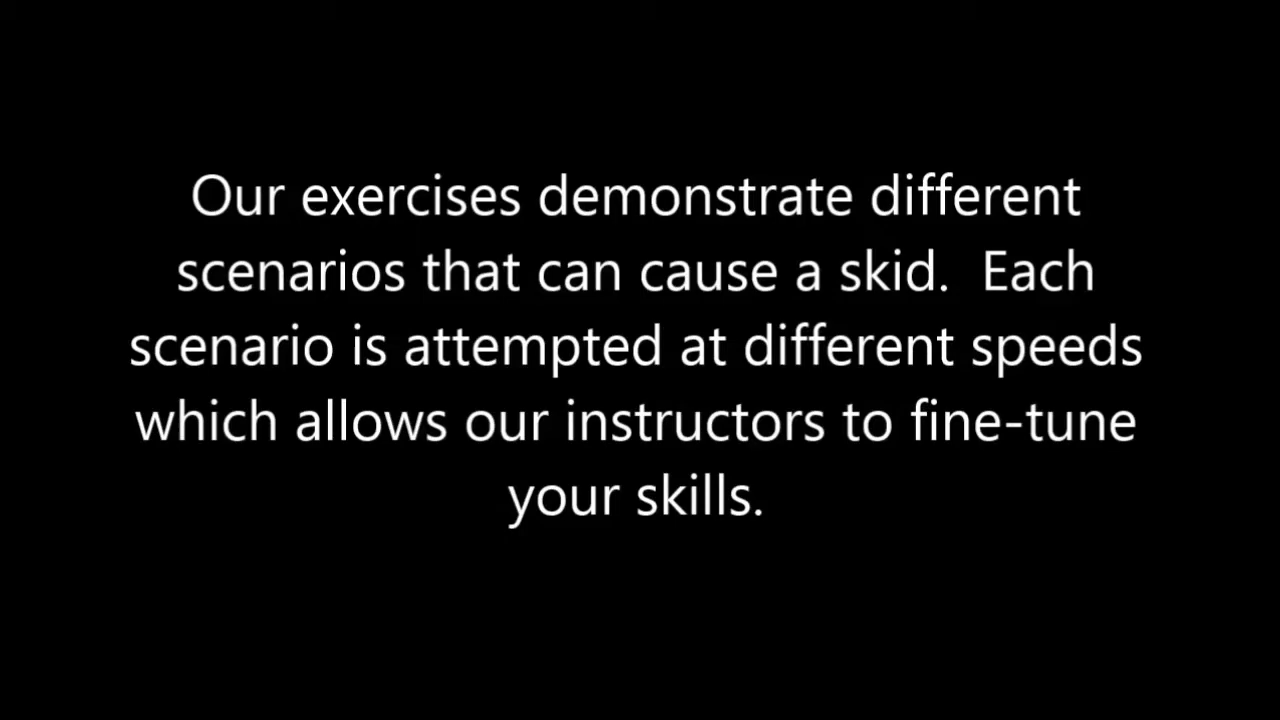 Our exercises demonstrate different
scenarios that can cause a skid.  Each
scenario is attempted at different speeds
which allows our instructors to fine-tune
your skills.